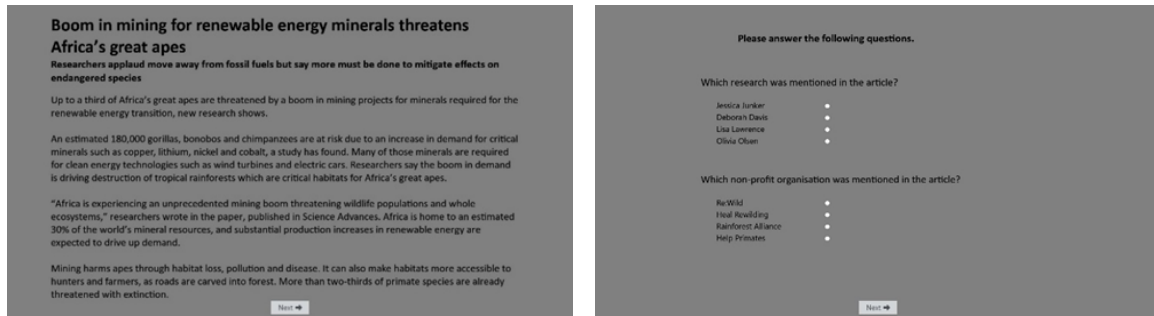 Boom in mining for renewable energy minerals threatens
Africa's great apes
Researchers applaud move away from fossil fuels but say more must be done to mitigate effects on
endangered species
Up to a third of Africa's great apes are threatened by a boom in mining projects for minerals required for the
renewable energy transition, new research shows.
An estimated 180,000 gorillas, bonobos and chimpanzees are at risk due to an increase in demand for critical
minerals such as copper, lithium, nickel and cobalt, a study has found. Many of those minerals are required
for clean energy technologies such as wind turbines and electric cars. Researchers say the boom in demand
is driving destruction of tropical rainforests which are critical habitats for Africa's great apes.
“Africa is experiencing an unprecedented mining boom threatening wildlife populations and whole
ecosystems,” researchers wrote in the paper, published in Science Advances. Africa is home to an estimated
30% of the world's mineral resources, and substantial production increases in renewable energy are
expected to drive up demand.
Mining harms apes through habitat loss, pollution and disease. It can also make habitats more accessible to
hunters and farmers, as roads are carved into forest. More than two-thirds of primate species are already
threatened with extinction.
Next →
Please answer the following questions.
Which research was mentioned in the article?
Jessica Junker
Deborah Davis
Lisa Lawrence
Olivia Olsen
Which non-profit organisation was mentioned in the article?
Re:Wild
Heal Rewilding
Rainforest Alliance
Help Primates
Next →